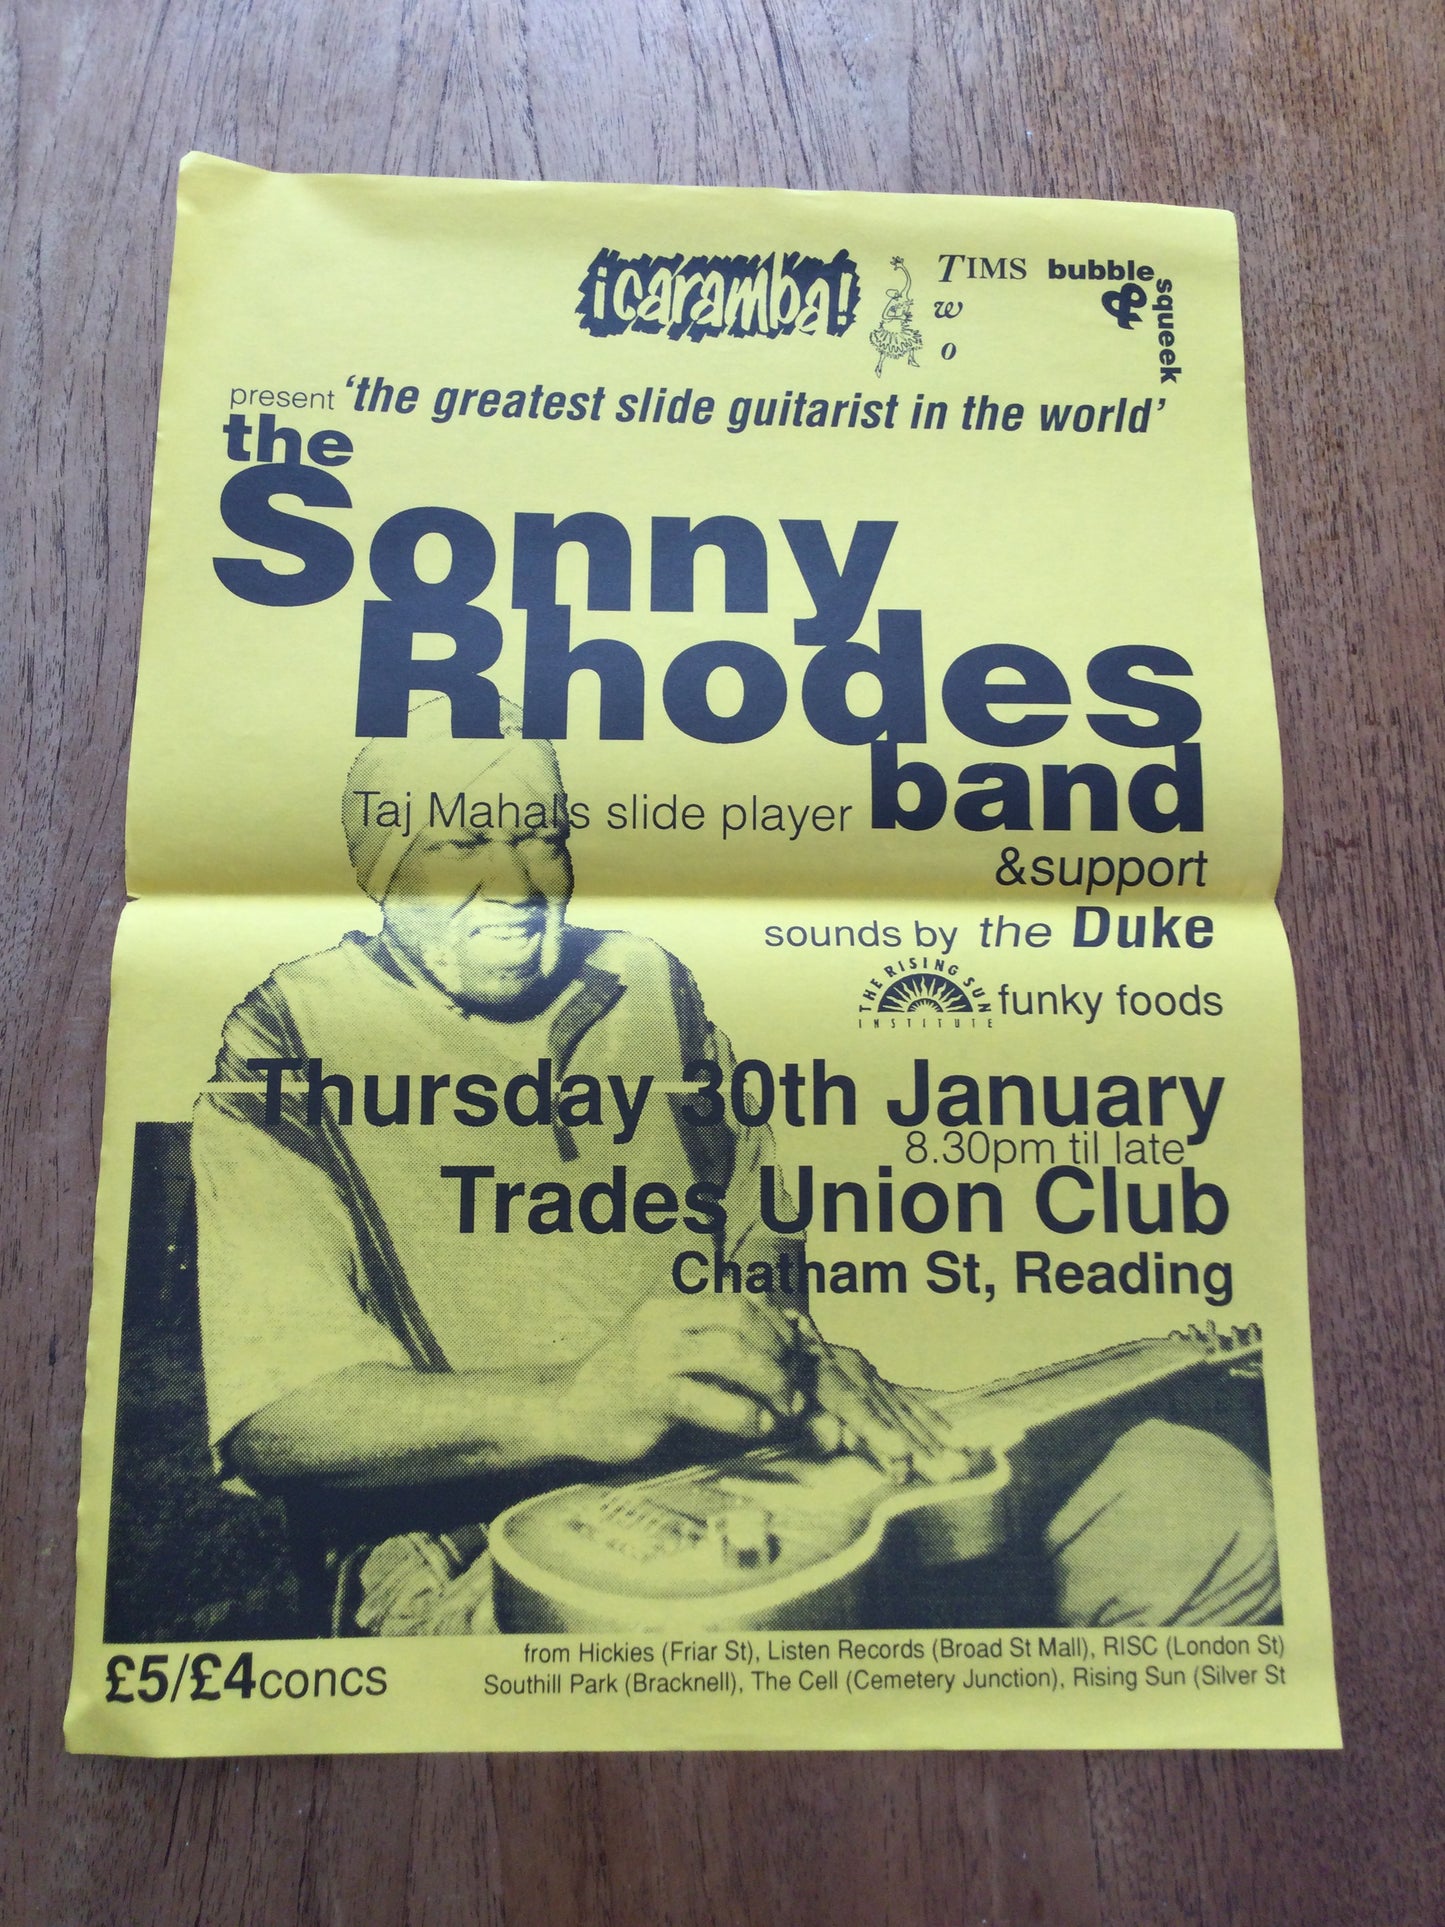 ¡caramba!
TIMS
Two
bubble
& squeek
present 'the greatest slide guitarist in the world'
the
Sonny
Rhodes
Taj Mahal's slide player band
&support
sounds by the Duke
THE RISING SUN
INSTITUTE
funky foods
Thursday 30th January
8.30pm til late
Trades Union Club
Chatham St, Reading
£5/£4concs
from Hickies (Friar St), Listen Records (Broad St Mall), RISC (London St)
Southill Park (Bracknell), The Cell (Cemetery Junction), Rising Sun (Silver St